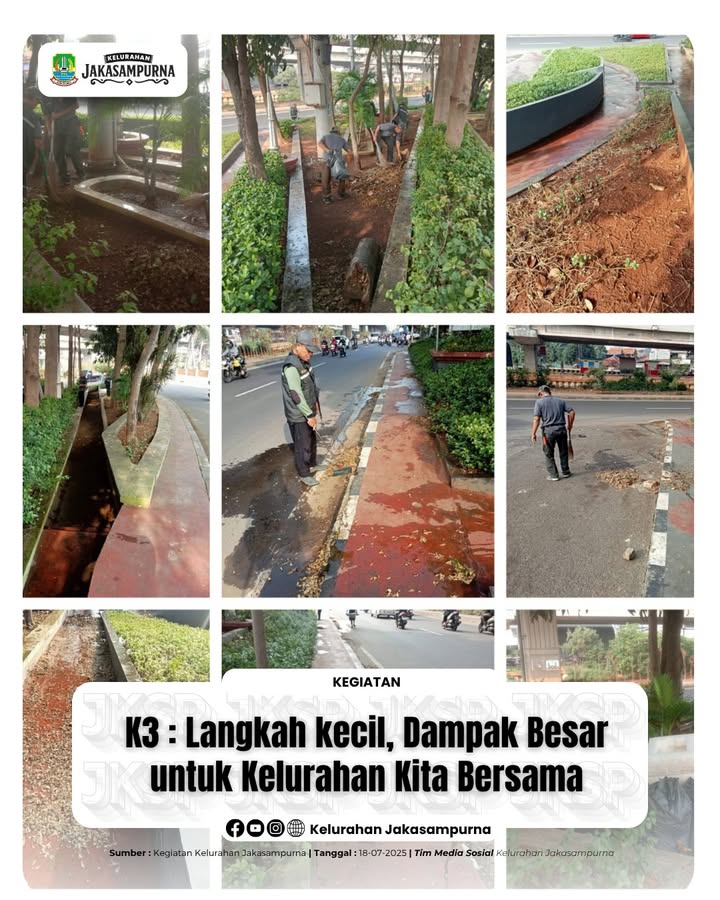 KELURAHAN
JAKASAMPURNA
KEGIATAN
K3 : Langkah kecil, Dampak Besar
untuk Kelurahan Kita Bersama
Kelurahan Jakasampurna
Sumber : Kegiatan Kelurahan Jakasampurna | Tanggal : 18-07-2025 | Tim Media Sosial Kelurahan Jakasampurna